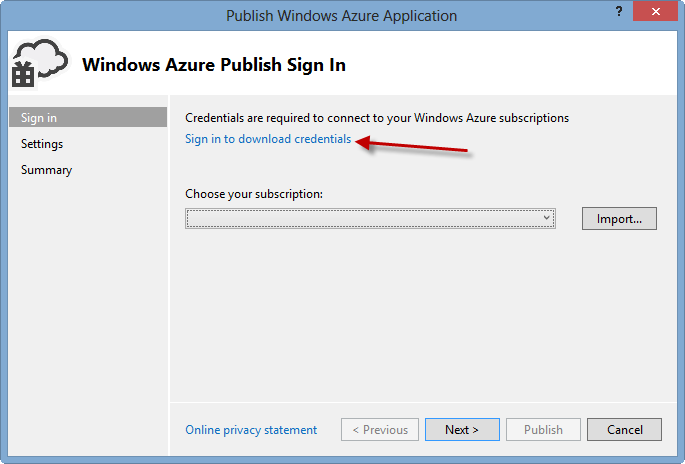 Publish Windows Azure Application
?
Windows Azure Publish Sign In
Sign in
Settings
Summary
Credentials are required to connect to your Windows Azure subscriptions
Sign in to download credentials
Choose your subscription:
Import...
Online privacy statement
< Previous
Next >
Publish
Cancel